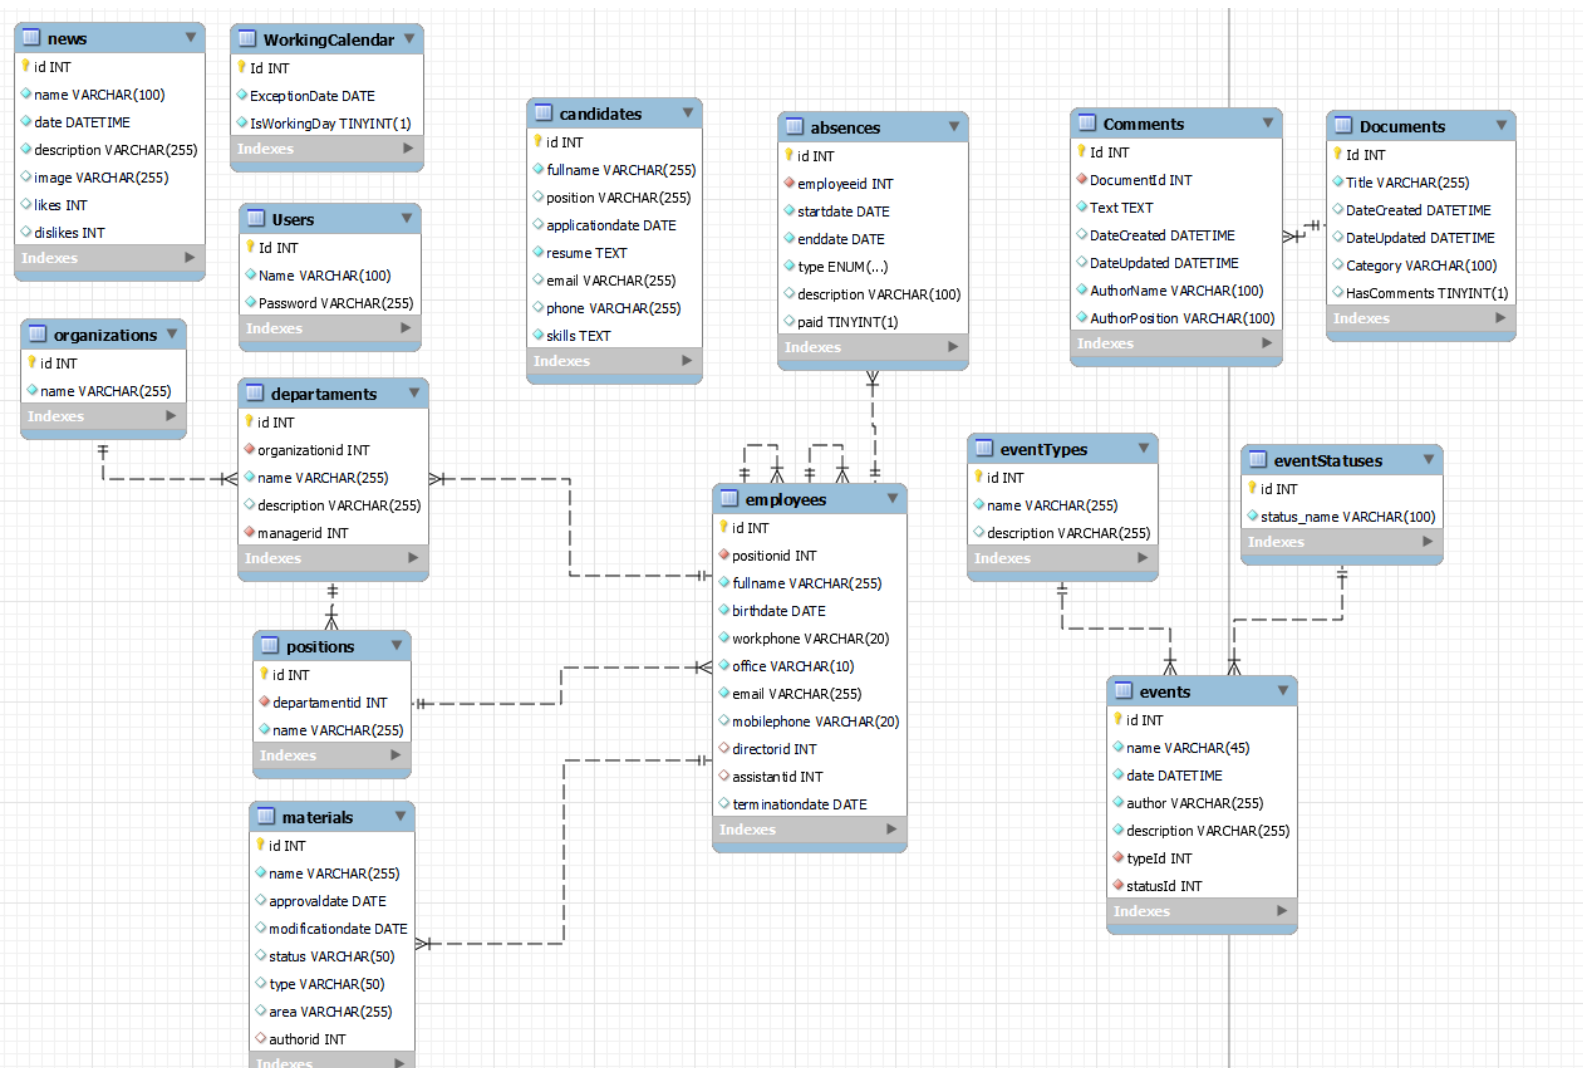 news
id INT
name VARCHAR(100)
date DATETIME
description VARCHAR(255)
image VARCHAR(255)
likes INT
dislikes INT
Indexes
WorkingCalendar
Id INT
ExceptionDate DATE
IsWorkingDay TINYINT(1)
Indexes
Users
Id INT
Name VARCHAR(100)
Password VARCHAR(255)
Indexes
organizations
id INT
name VARCHAR(255)
Indexes
departaments
id INT
organizationid INT
name VARCHAR(255)
description VARCHAR(255)
managerid INT
Indexes
positions
id INT
departamentid INT
name VARCHAR(255)
Indexes
materials
id INT
name VARCHAR(255)
approvaldate DATE
modificationdate DATE
status VARCHAR(50)
type VARCHAR(50)
area VARCHAR(255)
authorid INT
Indexes
candidates
id INT
fullname VARCHAR(255)
position VARCHAR(255)
applicationdate DATE
resume TEXT
email VARCHAR(255)
phone VARCHAR(255)
skills TEXT
Indexes
absences
id INT
employeeid INT
startdate DATE
enddate DATE
type ENUM(...)
description VARCHAR(100)
paid TINYINT(1)
Indexes
employees
id INT
positionid INT
fullname VARCHAR(255)
birthdate DATE
workphone VARCHAR(20)
office VARCHAR(10)
email VARCHAR(255)
mobilephone VARCHAR(20)
directorid INT
assistantid INT
terminationdate DATE
Indexes
Comments
Id INT
DocumentId INT
Text TEXT
DateCreated DATETIME
DateUpdated DATETIME
AuthorName VARCHAR(100)
AuthorPosition VARCHAR(100)
Indexes
Documents
Id INT
Title VARCHAR(255)
DateCreated DATETIME
DateUpdated DATETIME
Category VARCHAR(100)
HasComments TINYINT(1)
Indexes
eventTypes
id INT
name VARCHAR(255)
description VARCHAR(255)
Indexes
eventStatuses
id INT
status_name VARCHAR(100)
Indexes
events
id INT
name VARCHAR(45)
date DATETIME
author VARCHAR(255)
description VARCHAR(255)
typeId INT
statusId INT
Indexes